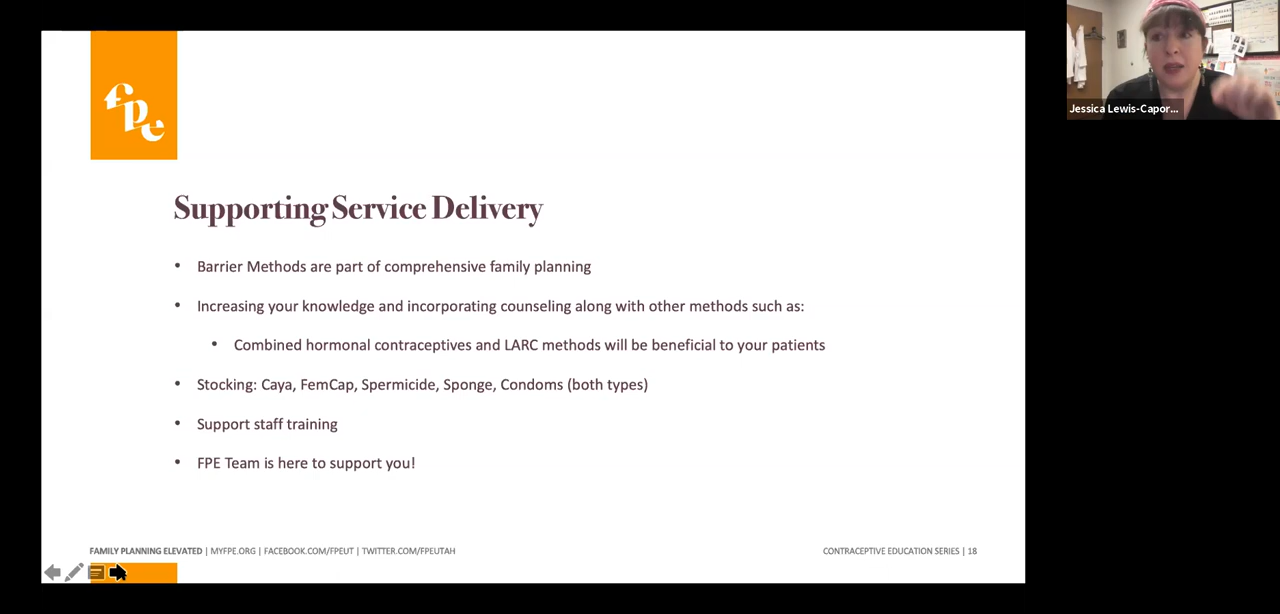 fpe
Jessica Lewis-Capor...
Supporting Service Delivery
• Barrier Methods are part of comprehensive family planning
• Increasing your knowledge and incorporating counseling along with other methods such as:
• Combined hormonal contraceptives and LARC methods will be beneficial to your patients
• Stocking: Caya, FemCap, Spermicide, Sponge, Condoms (both types)
• Support staff training
• FPE Team is here to support you!
FAMILY PLANNING ELEVATED | MYFPE.ORG | FACEBOOK.COM/FPEUT | TWITTER.COM/FPEUTAH
CONTRACEPTIVE EDUCATION SERIES | 18